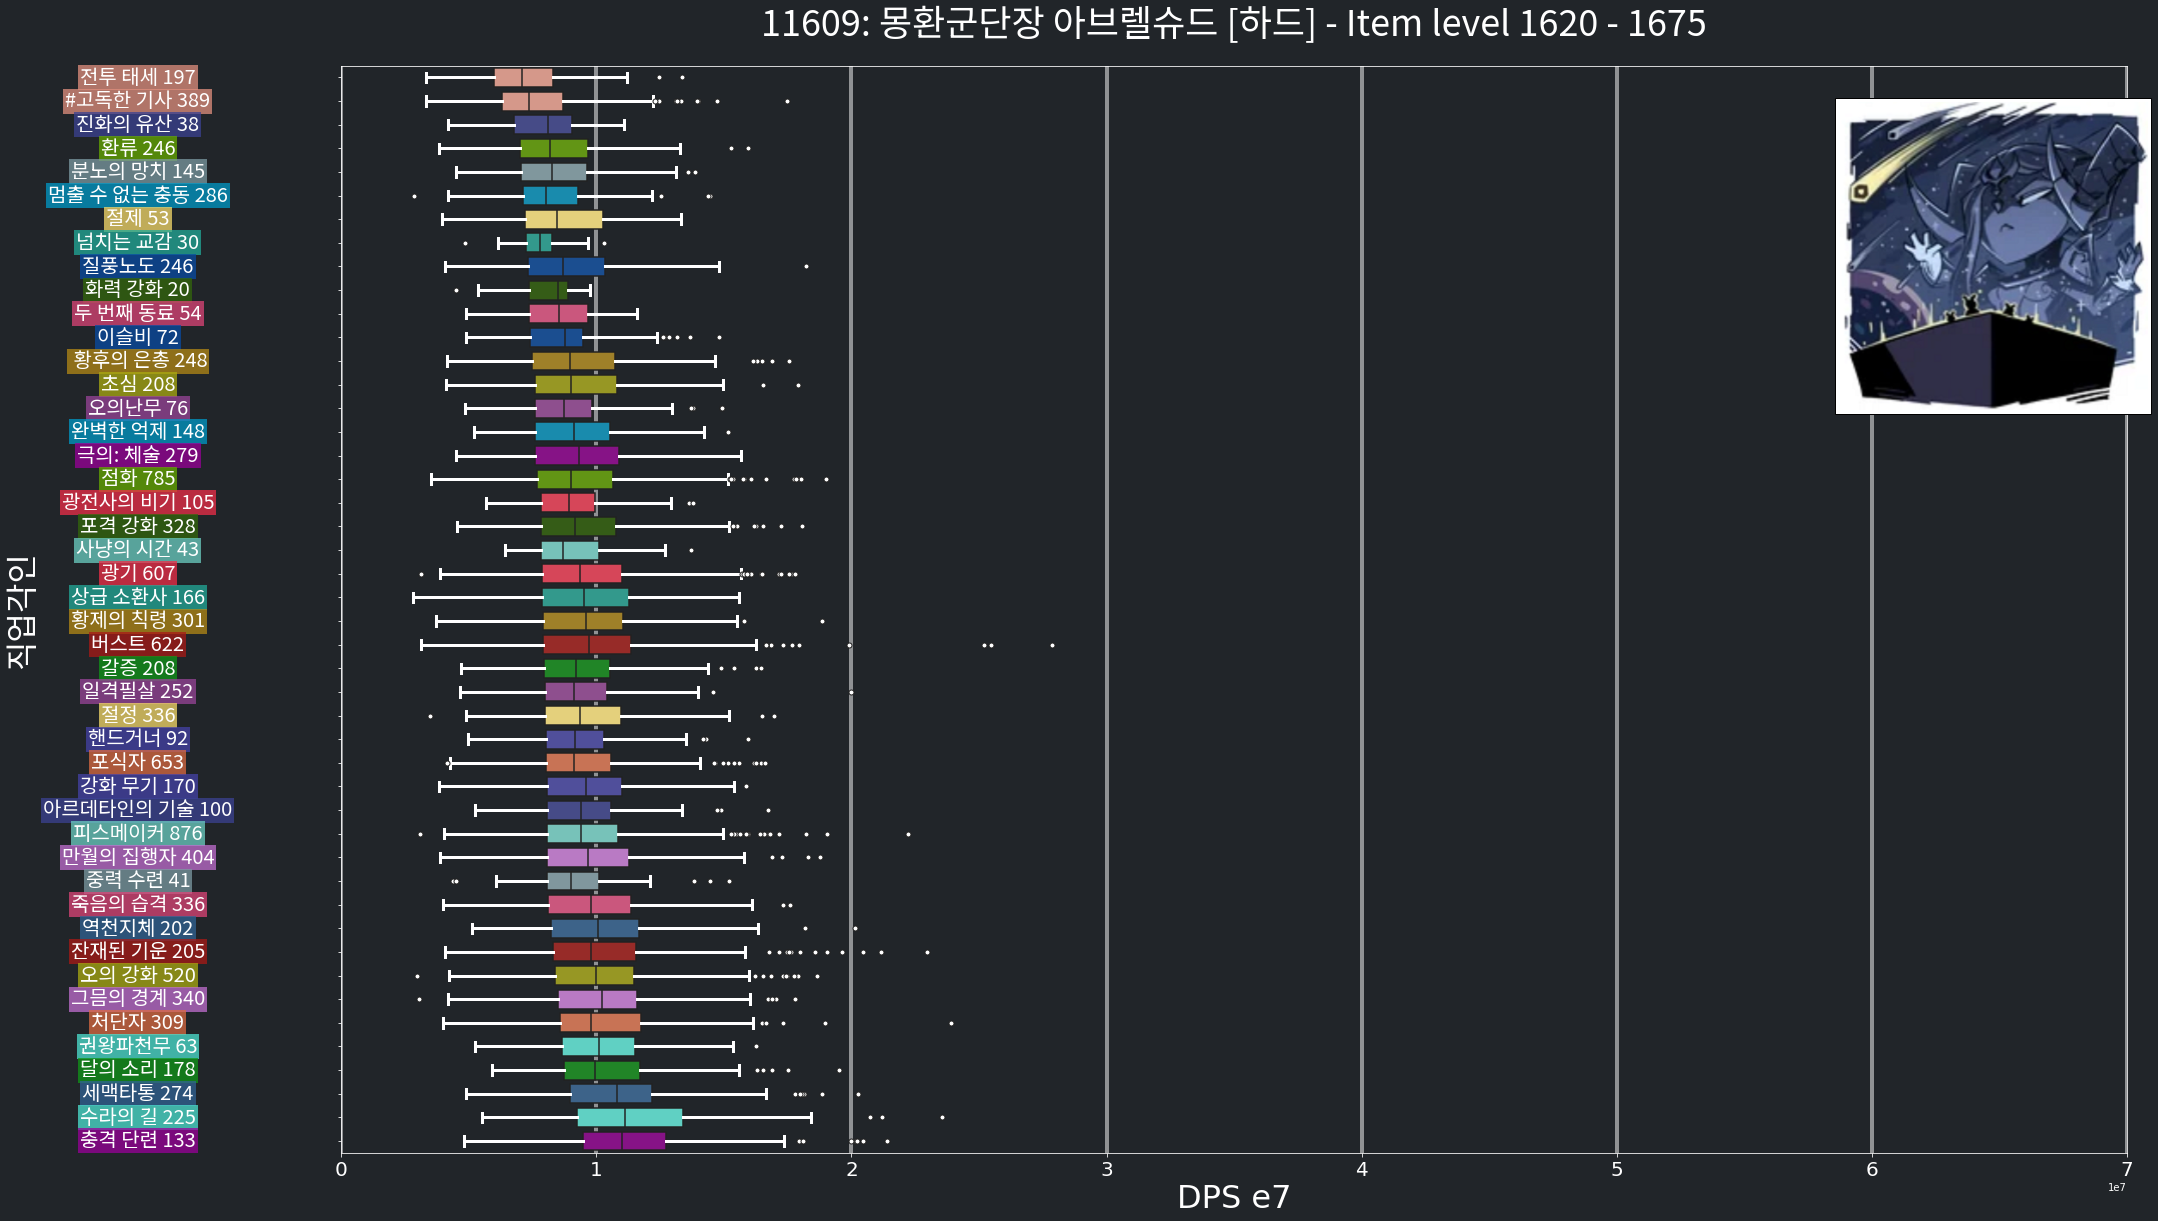 11609: 몽환군단장 아브렐슈드 [하드] - Item level 1620 - 1675
직업각인
전투 태세 197
#고독한 기사 389
진화의 유산 38
환류 246
분노의 망치 145
멈출 수 없는 충동 286
절제 53
넘치는 교감 30
질풍노도 246
화력 강화 20
두 번째 동료 54
이슬비 72
황후의 은총 248
초심 208
오의난무 76
완벽한 억제 148
극의: 체술 279
점화 785
광전사의 비기 105
포격 강화 328
사냥의 시간 43
광기 607
상급 소환사 166
황제의 칙령 301
버스트 622
갈증 208
일격필살 252
절정 336
핸드거너 92
포식자 653
강화 무기 170
아르데타인의 기술 100
피스메이커 876
만월의 집행자 404
중력 수련 41
죽음의 습격 336
역천지체 202
잔재된 기운 205
오의 강화 520
그믐의 경계 340
처단자 309
권왕파천무 63
달의 소리 178
세맥타통 274
수라의 길 225
충격 단련 133
0 1 2 3 4 5 6 7
1e7
DPS e7